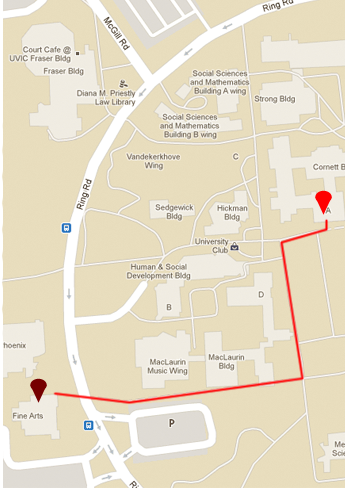 Ring Rd
McGill Rd
Court Cafe @
UVIC Fraser Bldg
Fraser Bldg
Diana M. Priestly
Law Library
Social Sciences
and Mathematics
Building A wing
Strong Bldg
Social Sciences
and Mathematics
Building B wing
Vandekerkhove
Wing
C
Cornett B
Ring Rd
A
Sedgewick
Bldg
Hickman
Bldg
University
Club
Human & Social
Development Bldg
B
D
hoenix
MacLaurin
Music Wing
MacLaurin
Bldg
Fine Arts
P
Me
Scie
R